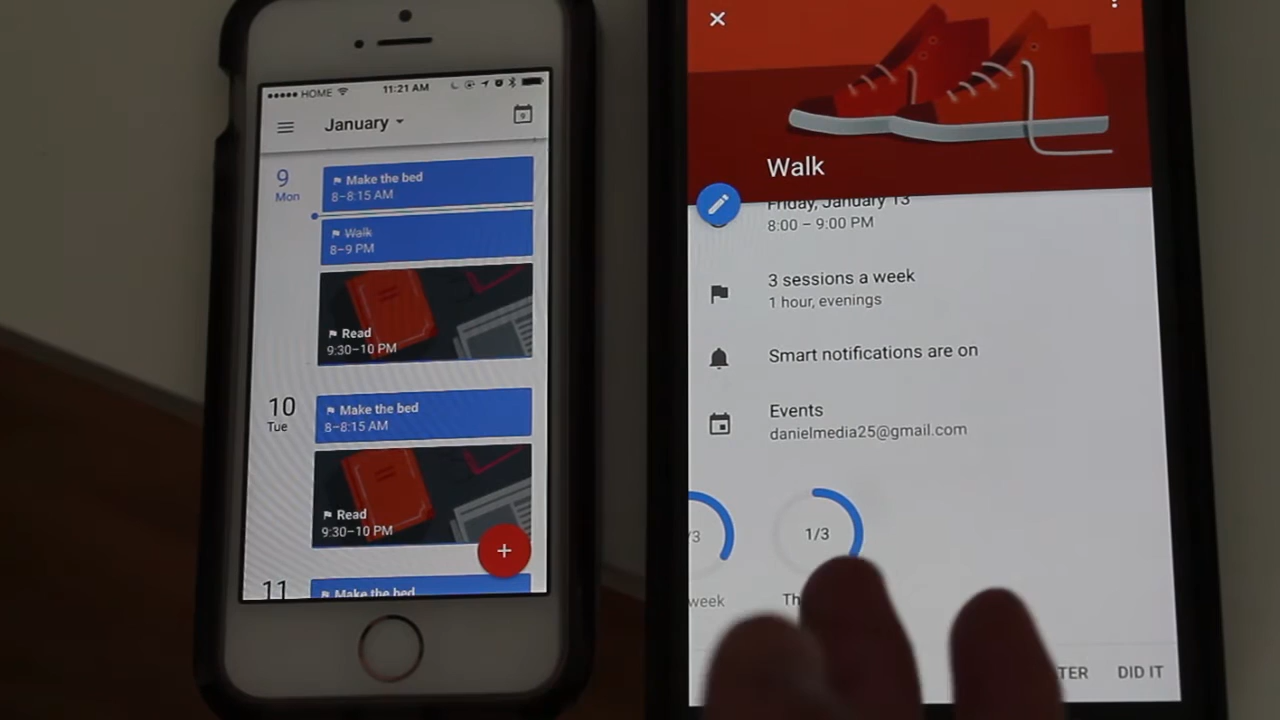 HOME
11:21 AM
January
9
9
Mon
Make the bed
8–8:15 AM
Walk
8–9 PM
Read
9:30–10 PM
10
Tue
Make the bed
8–8:15 AM
Read
9:30–10 PM
+
11
Make the bed
Walk
Friday, January 13
8:00 – 9:00 PM
3 sessions a week
1 hour, evenings
Smart notifications are on
Events
danielmedia25@gmail.com
/3
1/3
week
DID IT